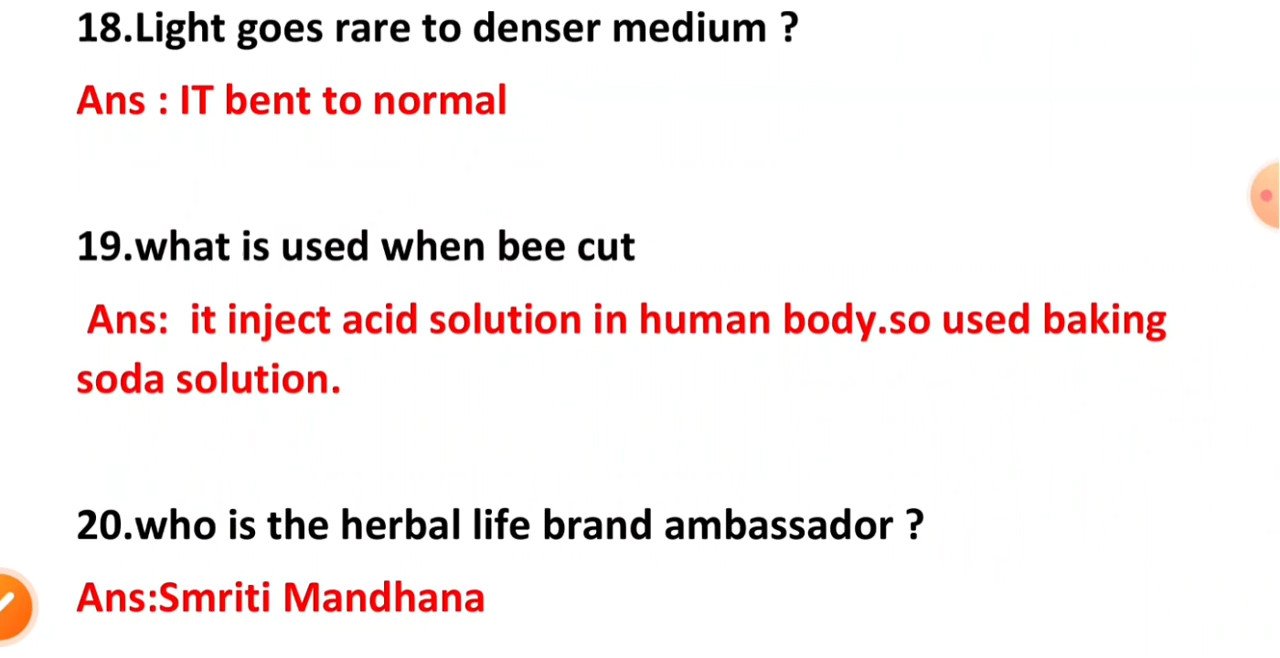 18.Light goes rare to denser medium ?
Ans : IT bent to normal
19.what is used when bee cut
Ans:  it inject acid solution in human body.so used baking
soda solution.
20.who is the herbal life brand ambassador ?
Ans:Smriti Mandhana